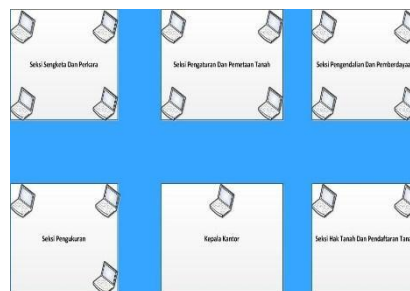 Seksi Sengketa Dan Perkara
Seksi Pengaturan Dan Pemetaan Tanah
Seksi Pengendalian Dan Pemberdayaa
Seksi Pengukuran
Kepala Kantor
Seksi Hak Tanah Dan Pendaftaran Tana